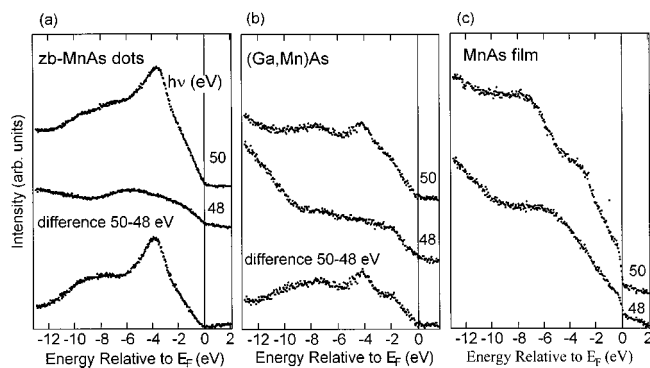 (a)
zb-MnAs dots
hν (eV)
50
48
difference 50-48 eV
-12 -10 -8 -6 -4 -2 0 2
Energy Relative to E_F (eV)
Intensity (arb. units)
(b)
(Ga,Mn)As
50
48
difference 50-48 eV
-12 -10 -8 -6 -4 -2 0 2
Energy Relative to E_F (eV)
(c)
MnAs film
50
48
-12 -10 -8 -6 -4 -2 0 2
Energy Relative to E_F (eV)